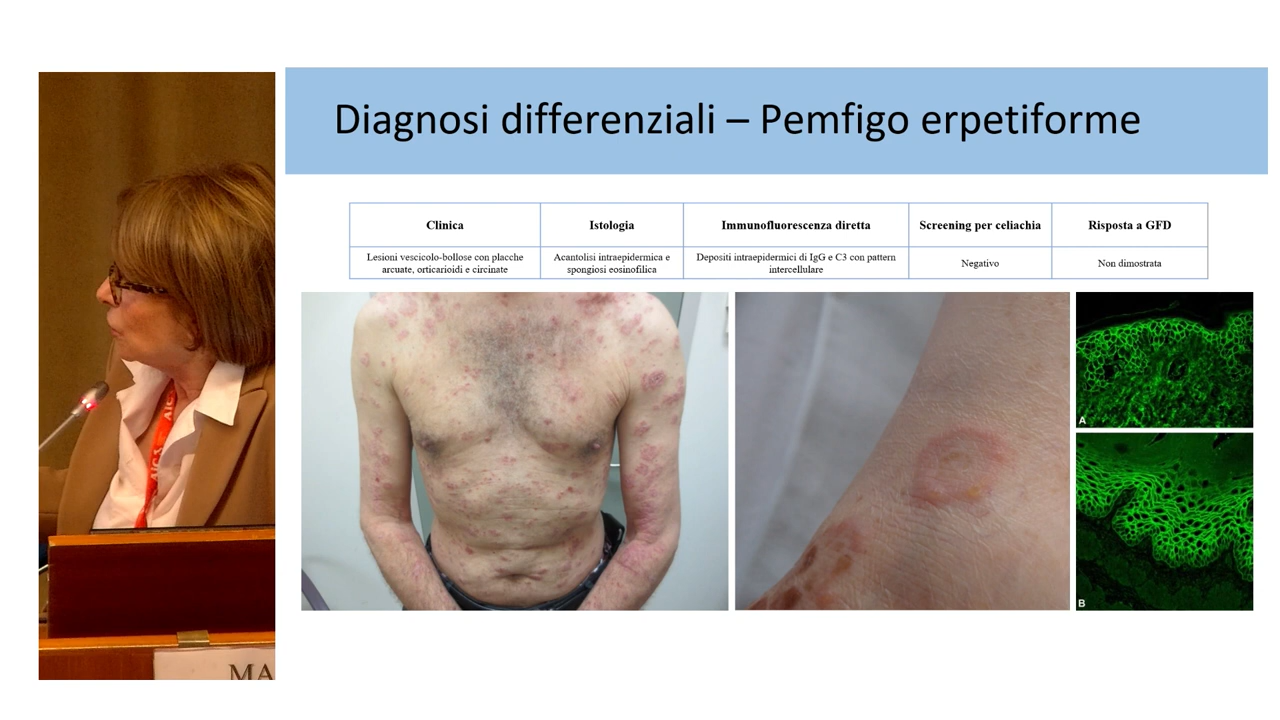 Diagnosi differenziali – Pemfigo erpetiforme
Clinica
Istologia
Immunofluorescenza diretta
Screening per celiachia
Risposta a GFD
Lesioni vescicolo-bollose con placche
arcuate, orticarioidi e circinate
Acantolisi intraepidermica e
spongiosi eosinofilica
Depositi intraepidermici di IgG e C3 con pattern
intercellulare
Negativo
Non dimostrata
A
B
MA